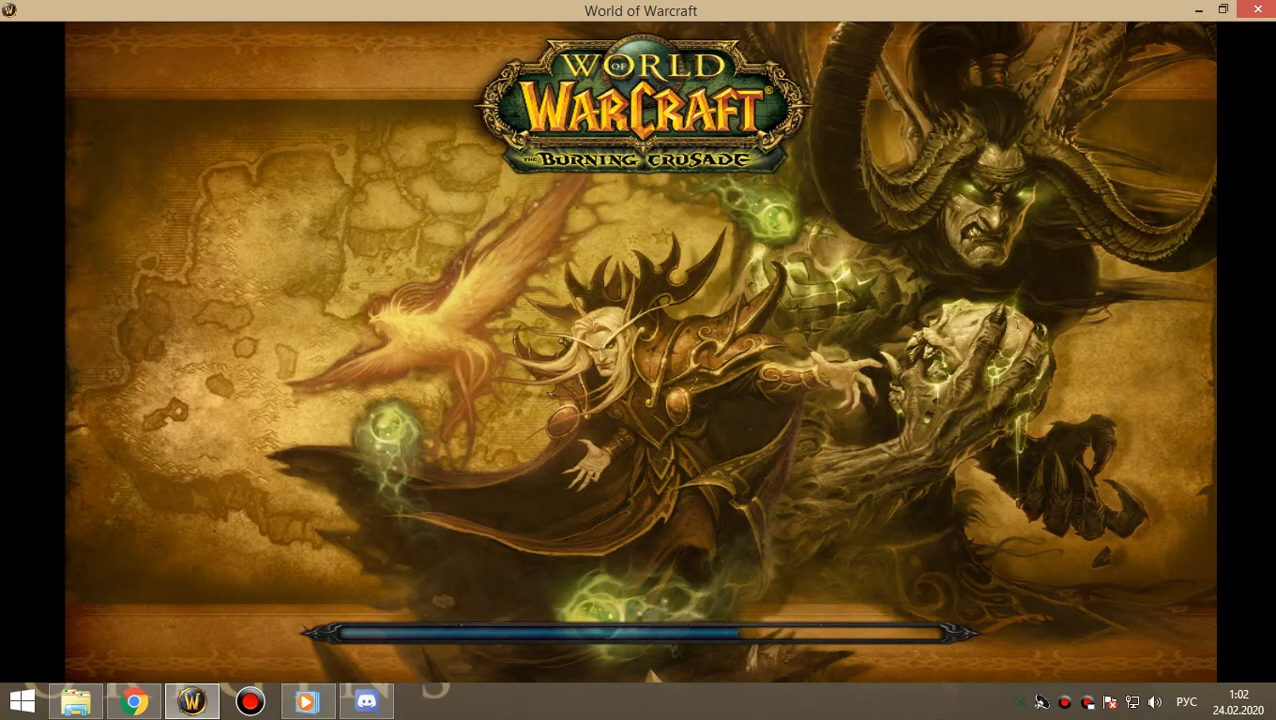 World of Warcraft
WORLD
OF
WARCRAFT®
THE BURNING CRUSADE
РУС
1:02
24.02.2020